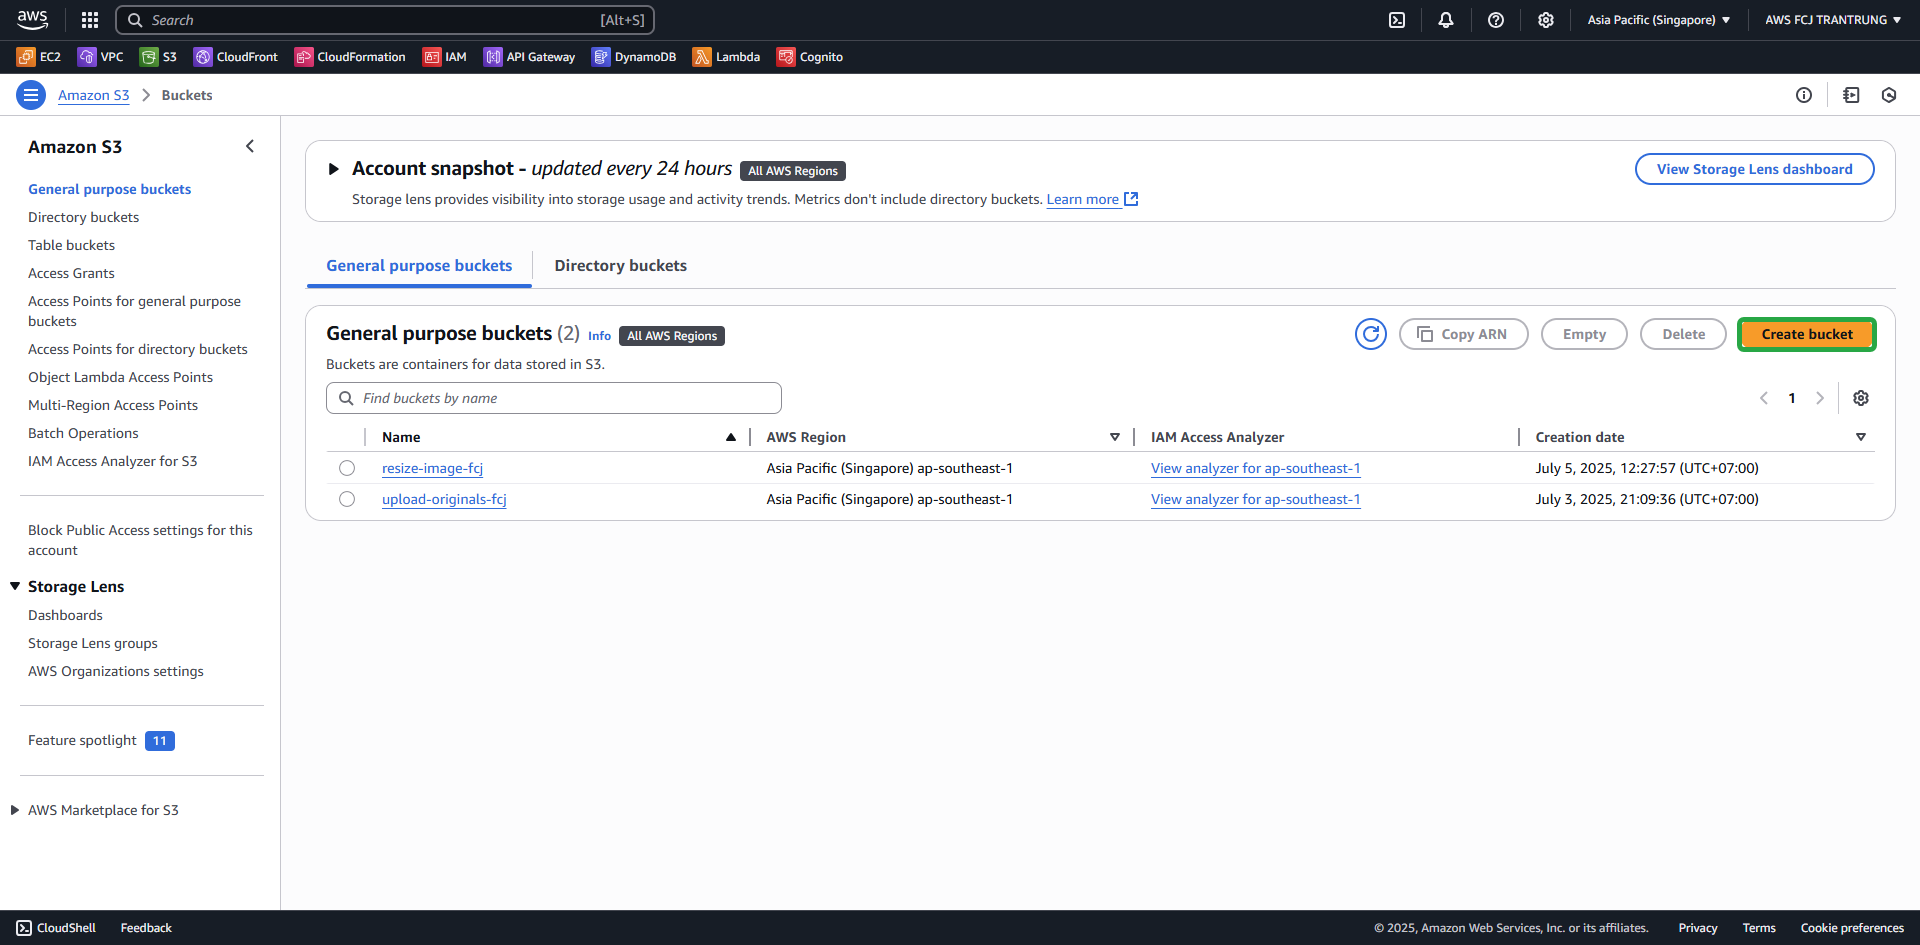 aws
Search [Alt+S]
Asia Pacific (Singapore) ▼
AWS FCJ TRANTRUNG ▼
EC2 VPC S3 CloudFront CloudFormation IAM API Gateway DynamoDB Lambda Cognito
Amazon S3 > Buckets
Amazon S3
General purpose buckets
Directory buckets
Table buckets
Access Grants
Access Points for general purpose
buckets
Access Points for directory buckets
Object Lambda Access Points
Multi-Region Access Points
Batch Operations
IAM Access Analyzer for S3
Block Public Access settings for this
account
Storage Lens
Dashboards
Storage Lens groups
AWS Organizations settings
Feature spotlight 11
AWS Marketplace for S3
Account snapshot - updated every 24 hours All AWS Regions
View Storage Lens dashboard
Storage lens provides visibility into storage usage and activity trends. Metrics don't include directory buckets. Learn more
General purpose buckets Directory buckets
General purpose buckets (2) Info All AWS Regions
Copy ARN Empty Delete Create bucket
Buckets are containers for data stored in S3.
Find buckets by name
1
Name AWS Region IAM Access Analyzer Creation date
resize-image-fcj Asia Pacific (Singapore) ap-southeast-1 View analyzer for ap-southeast-1 July 5, 2025, 12:27:57 (UTC+07:00)
upload-originals-fcj Asia Pacific (Singapore) ap-southeast-1 View analyzer for ap-southeast-1 July 3, 2025, 21:09:36 (UTC+07:00)
CloudShell Feedback
© 2025, Amazon Web Services, Inc. or its affiliates. Privacy Terms Cookie preferences